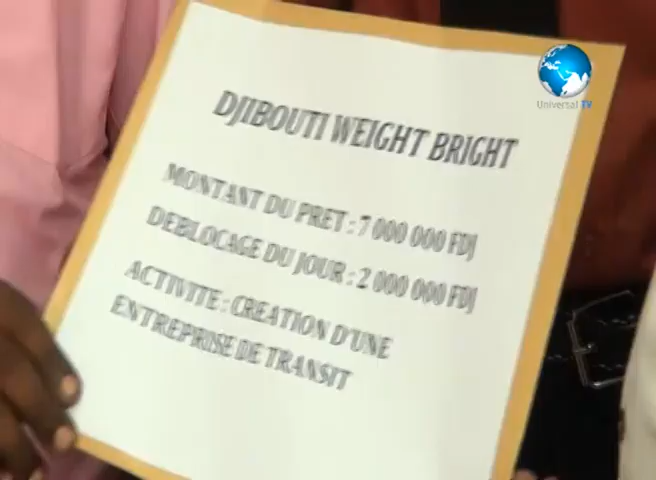 Universal TV
DJIBOUTI WEIGHT BRIGHT
MONTANT DU PRET : 7 000 000 FDJ
DEBLOCAGE DU JOUR : 2 000 000 FDJ
ACTIVITE : CREATION D'UNE
ENTREPRISE DE TRANSIT